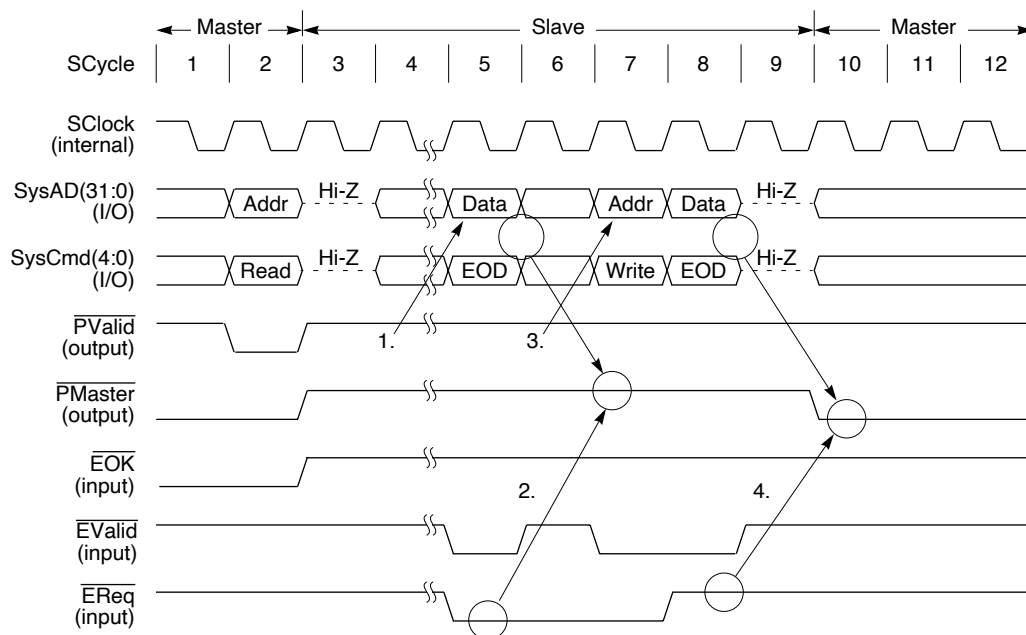 Master Slave Master
SCycle 1 2 3 4 5 6 7 8 9 10 11 12
SClock
(internal)
SysAD(31:0)
(I/O)
Addr Hi-Z Data Addr Data Hi-Z
SysCmd(4:0)
(I/O)
Read Hi-Z EOD Write EOD Hi-Z
PValid
(output)
1. 3.
PMaster
(output)
EOK
(input)
2. 4.
EValid
(input)
EReq
(input)